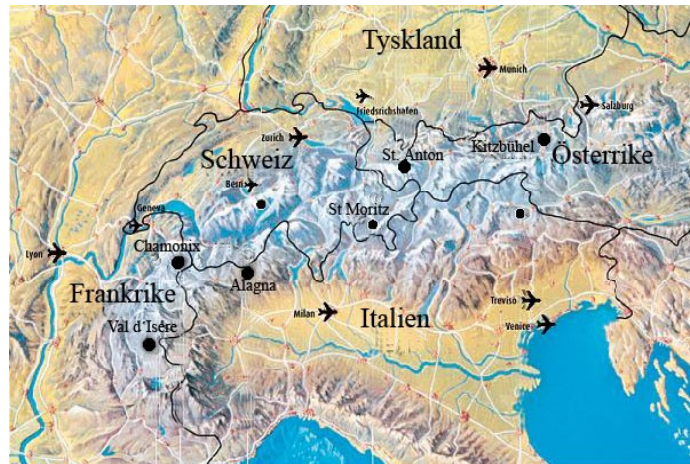 Tyskland
Munich
Friedrichshafen
Salzburg
Zurich
Kitzbühel
Schweiz
St. Anton
Österrike
Bern
St Moritz
Geneva
Chamonix
Lyon
Alagna
Frankrike
Treviso
Milan
Italien
Venice
Val d´Isére